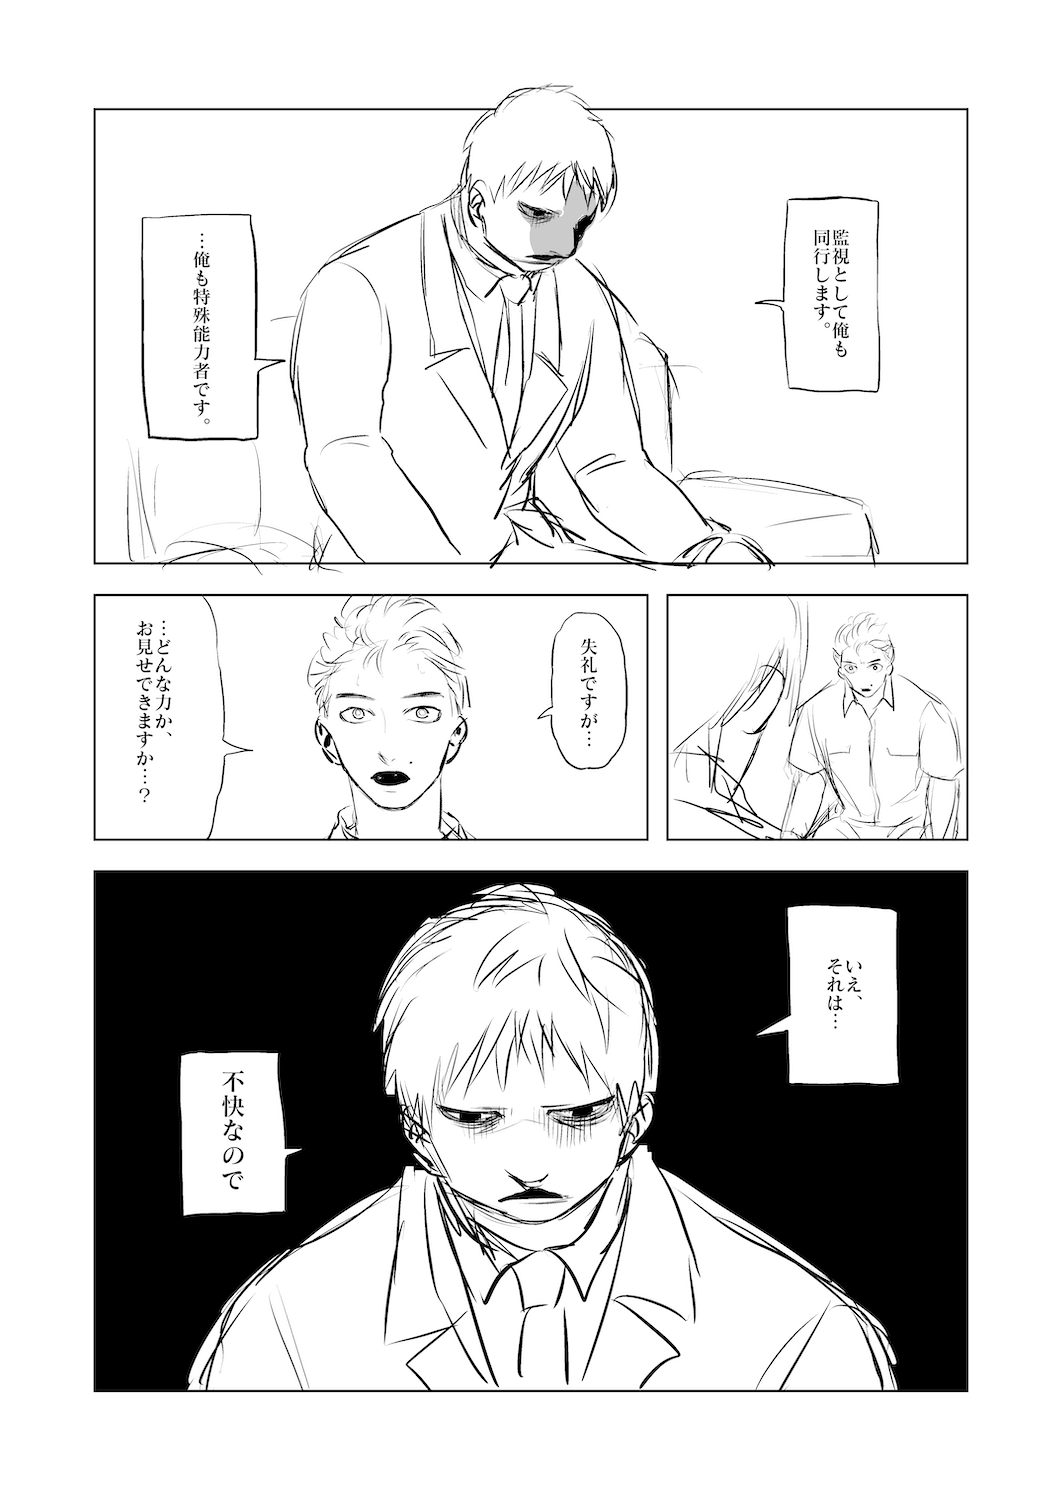 監視として俺も
同行します。
…俺も特殊能力者です。
失礼ですが…
…どんな力か、
お見せできますか…？
いえ、
それは…
不快なので